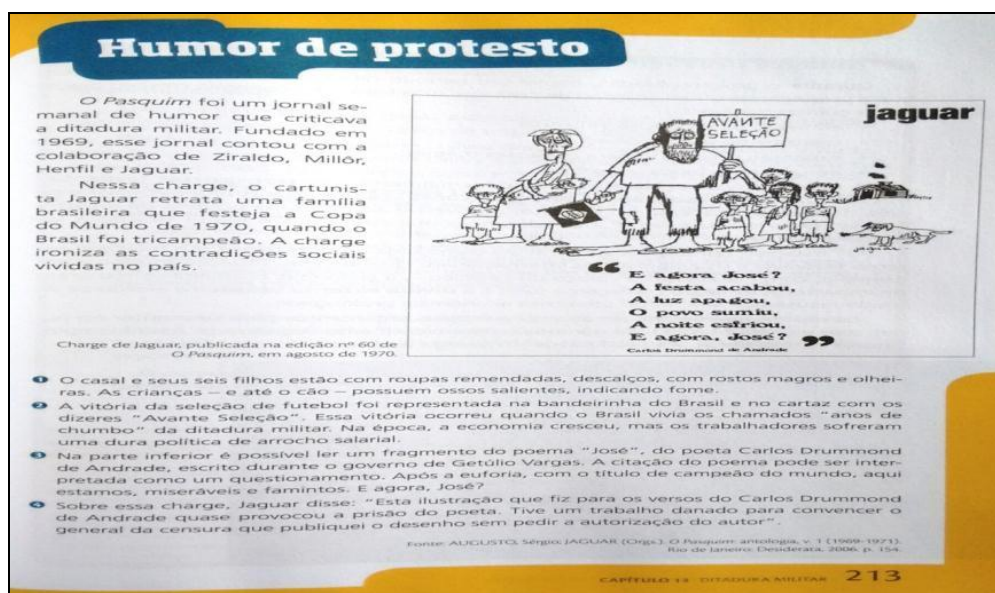 Humor de protesto
O Pasquim foi um jornal se-
manal de humor que criticava
a ditadura militar. Fundado em
1969, esse jornal contou com a
colaboração de Ziraldo, Millôr,
Henfil e Jaguar.
Nessa charge, o cartunis-
ta Jaguar retrata uma família
brasileira que festeja a Copa
do Mundo de 1970, quando o
Brasil foi tricampeão. A charge
ironiza as contradições sociais
vividas no país.
Charge de Jaguar, publicada na edição nº 60 de
O Pasquim, em agosto de 1970.
jaguar
AVANTE
SELEÇÃO
jaguar
“ E agora José?
A festa acabou,
A luz apagou,
O povo sumiu,
A noite esfriou,
E agora, José? ”
Carlos Drummond de Andrade
1 O casal e seus seis filhos estão com roupas remendadas, descalços, com rostos magros e olhei-
ras. As crianças – e até o cão – possuem ossos salientes, indicando fome.
2 A vitória da seleção de futebol foi representada na bandeirinha do Brasil e no cartaz com os
dizeres “Avante Seleção”. Essa vitória ocorreu quando o Brasil vivia os chamados “anos de
chumbo” da ditadura militar. Na época, a economia cresceu, mas os trabalhadores sofreram
uma dura política de arrocho salarial.
3 Na parte inferior é possível ler um fragmento do poema “José”, do poeta Carlos Drummond
de Andrade, escrito durante o governo de Getúlio Vargas. A citação do poema pode ser inter-
pretada como um questionamento. Após a euforia, com o título de campeão do mundo, aqui
estamos, miseráveis e famintos. E agora, José?
4 Sobre essa charge, Jaguar disse: “Esta ilustração que fiz para os versos do Carlos Drummond
de Andrade quase provocou a prisão do poeta. Tive um trabalho danado para convencer o
general da censura que publiquei o desenho sem pedir a autorização do autor”.
Fonte: AUGUSTO, Sérgio; JAGUAR (Orgs.). O Pasquim: antologia, v. 1 (1969-1971).
Rio de Janeiro: Desiderata, 2006. p. 154.
CAPÍTULO 13 DITADURA MILITAR 213